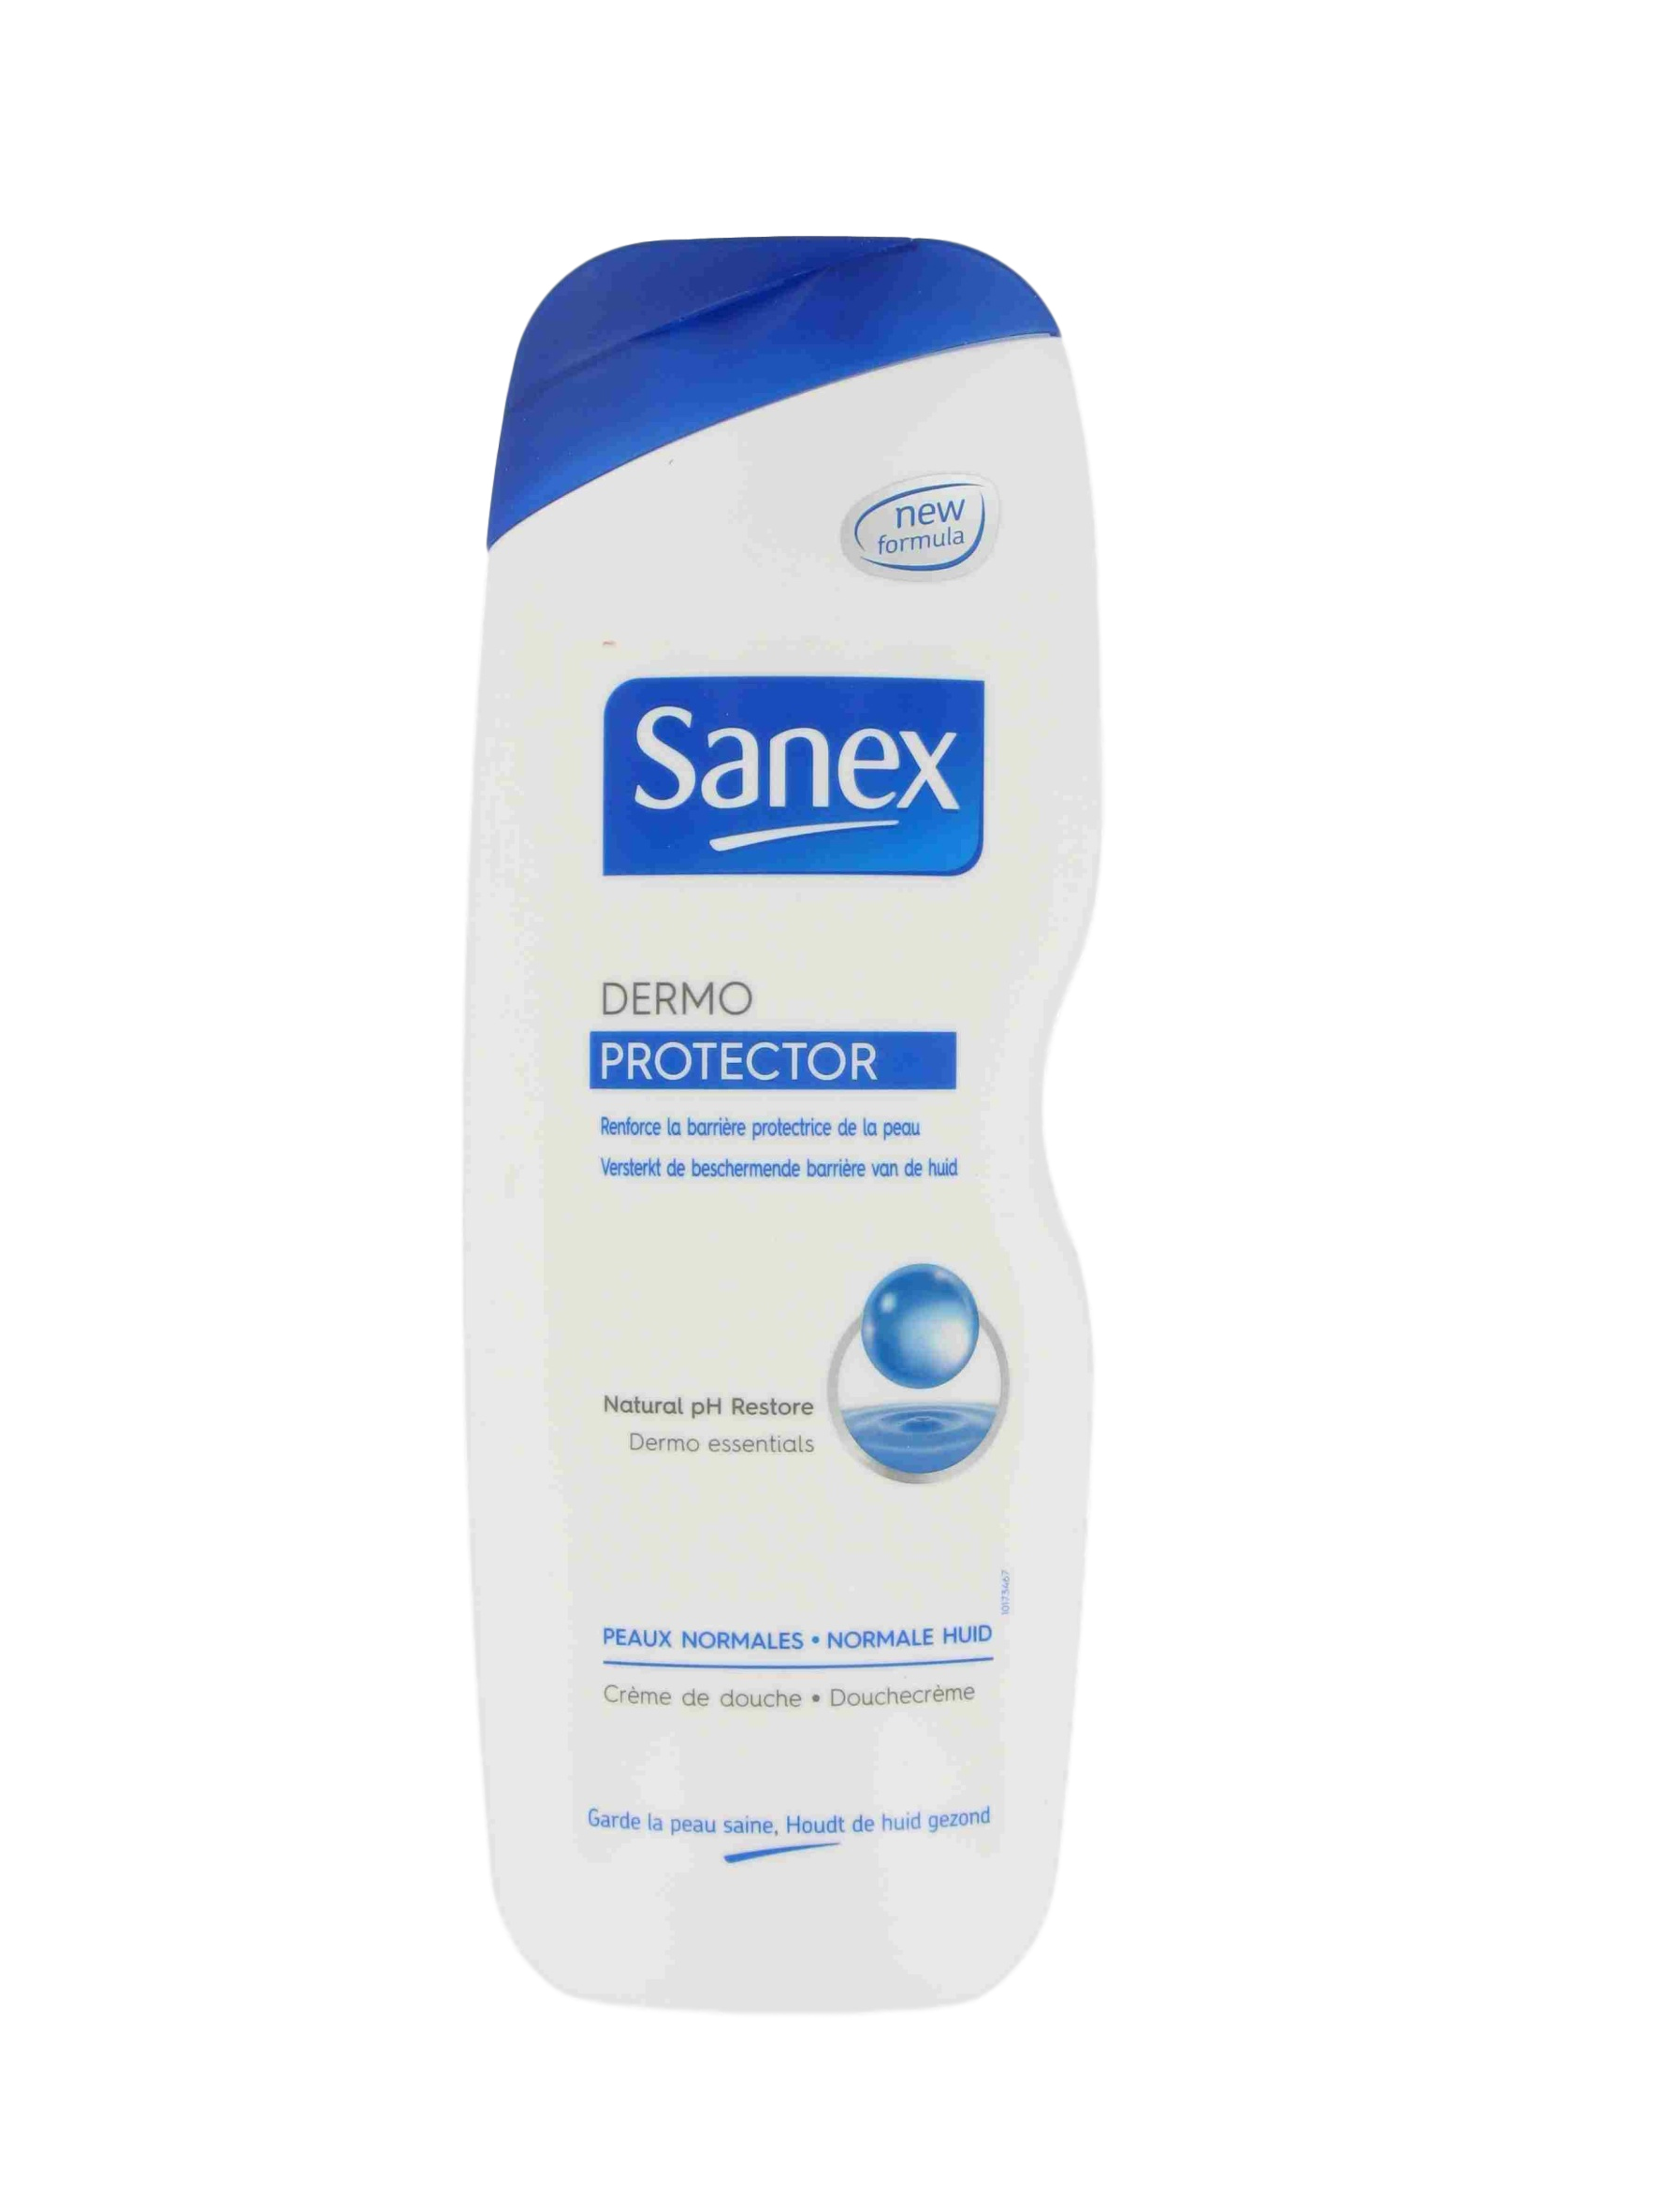 new
formula
Sanex
DERMO
PROTECTOR
Renforce la barrière protectrice de la peau
Versterkt de beschermende barrière van de huid
Natural pH Restore
Dermo essentials
10173467
PEAUX NORMALES • NORMALE HUID
Crème de douche • Douchecrème
Garde la peau saine, Houdt de huid gezond